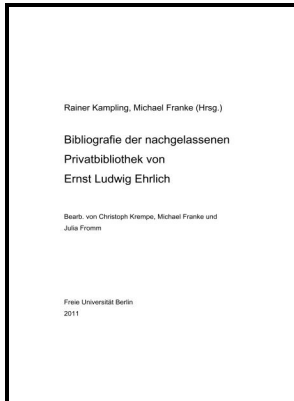 Rainer Kampling, Michael Franke (Hrsg.)
Bibliografie der nachgelassenen
Privatbibliothek von
Ernst Ludwig Ehrlich
Bearb. von Christoph Krempe, Michael Franke und
Julia Fromm
Freie Universität Berlin
2011